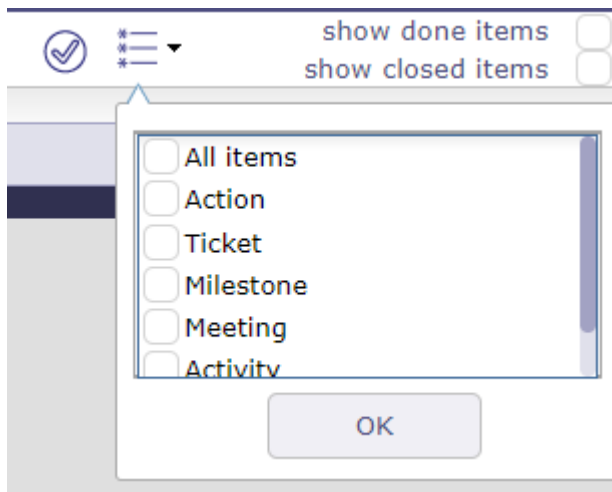 show done items
show closed items
All items
Action
Ticket
Milestone
Meeting
Activity
OK